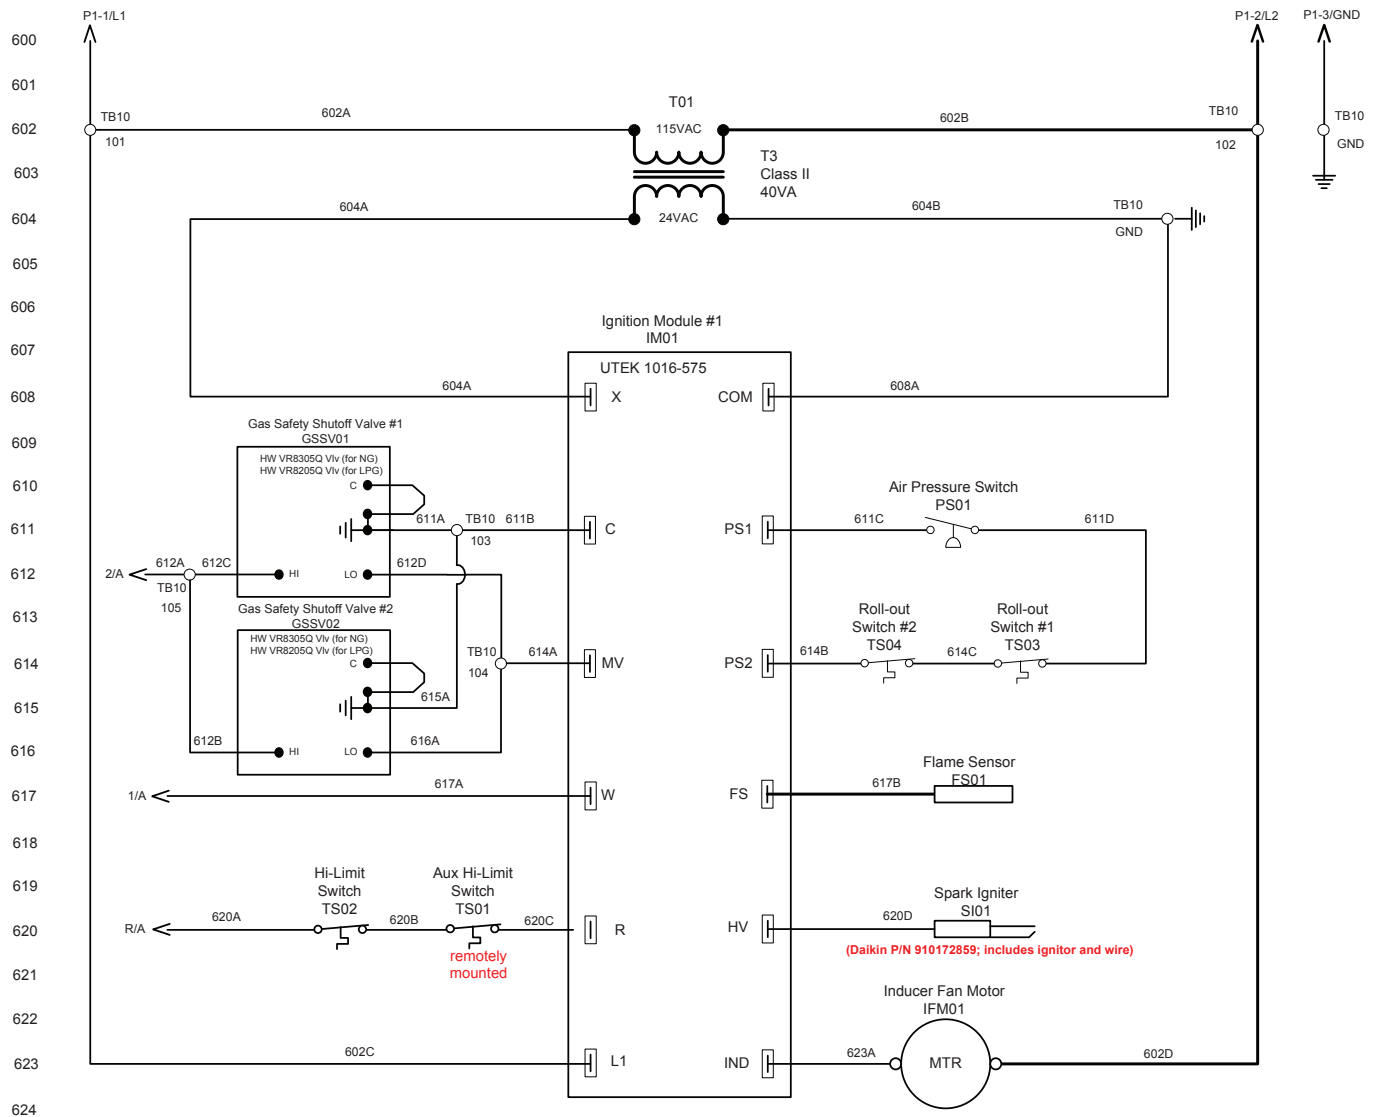 P1-1/L1
P1-2/L2
P1-3/GND
600
601
T01
602A
602B
TB10
TB10
TB10
602
115VAC
101
102
GND
T3
603
Class II
40VA
604A
604B
TB10
604
24VAC
GND
605
606
Ignition Module #1
IM01
607
UTEK 1016-575
604A
608A
608
X
COM
Gas Safety Shutoff Valve #1
GSSV01
609
HW VR8305Q Vlv (for NG)
HW VR8205Q Vlv (for LPG)
610
C
Air Pressure Switch
PS01
611A
TB10
611B
611C
611D
611
C
PS1
103
612A
612C
612D
612
2/A
HI
LO
TB10
105
Gas Safety Shutoff Valve #2
GSSV02
613
Roll-out
Switch #2
TS04
Roll-out
Switch #1
TS03
HW VR8305Q Vlv (for NG)
HW VR8205Q Vlv (for LPG)
TB10
614A
614B
614C
614
C
104
MV
PS2
615A
615
612B
616A
616
HI
LO
Flame Sensor
FS01
617A
617B
617
1/A
W
FS
618
Hi-Limit
Switch
TS02
Aux Hi-Limit
Switch
TS01
619
Spark Igniter
SI01
620A
620B
620C
620D
620
R/A
R
HV
remotely
mounted
(Daikin P/N 910172859; includes ignitor and wire)
621
Inducer Fan Motor
IFM01
622
602C
623A
602D
623
L1
IND
MTR
624